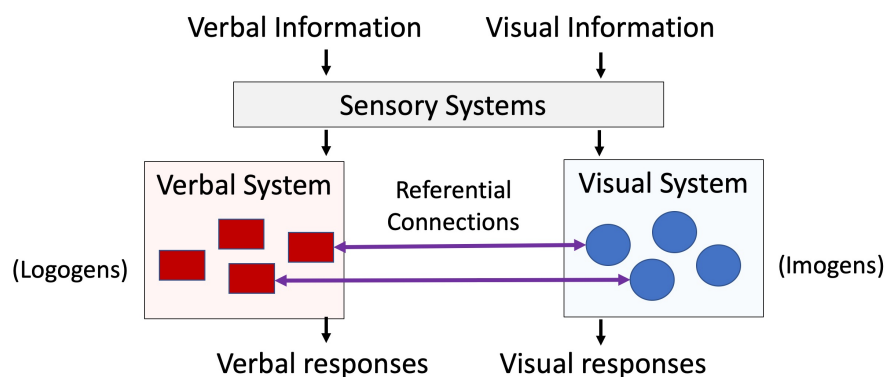 Verbal Information
Visual Information
Sensory Systems
Verbal System
Referential
Connections
Visual System
(Logogens)
(Imogens)
Verbal responses
Visual responses